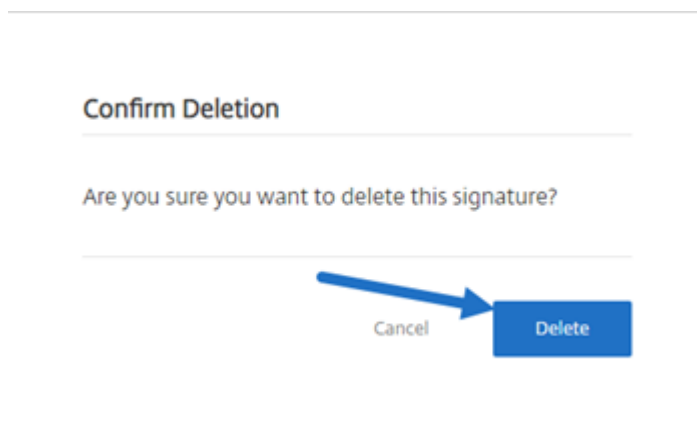 Confirm Deletion
Are you sure you want to delete this signature?
Cancel
Delete